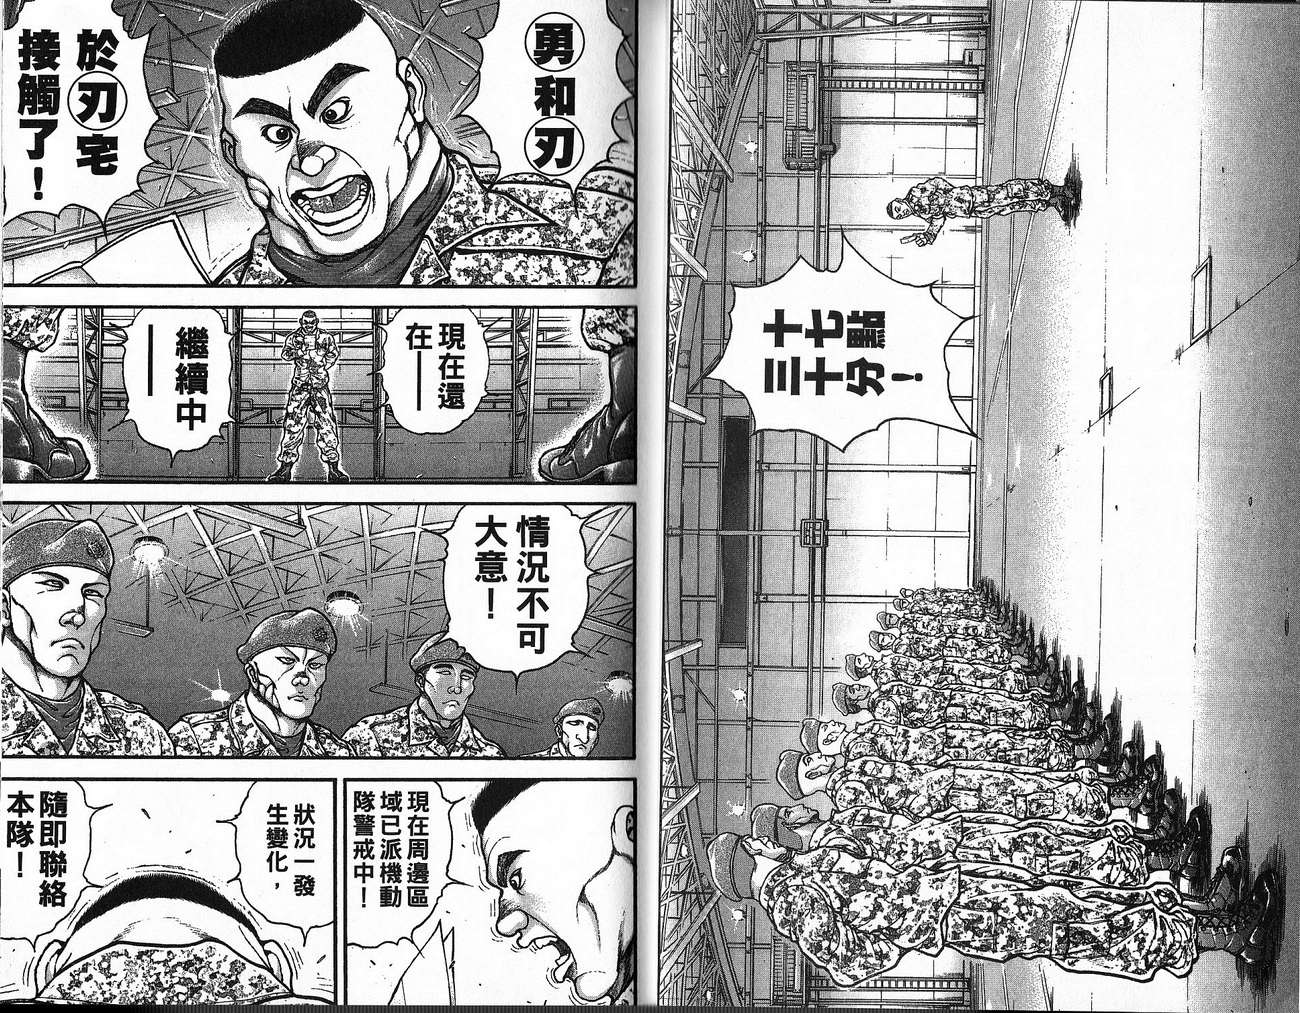 十七點
三十分！
勇和刃
於刃宅
接觸了！
現在還
在──
繼續中
──
情況不可
大意！
現在周邊區
域已派機動
隊警戒中！
狀況一發
生變化，
隨即聯絡
本隊！